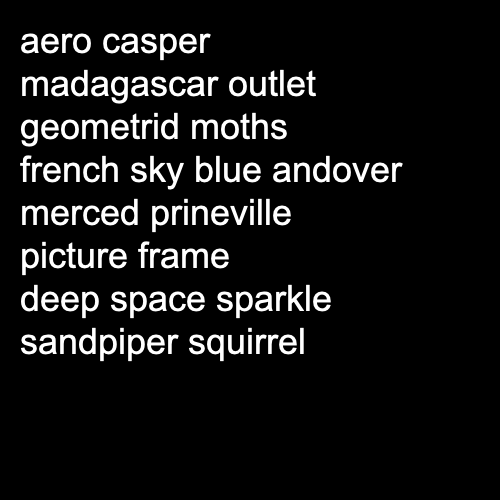 aero casper
madagascar outlet
geometrid moths
french sky blue andover
merced prineville
picture frame
deep space sparkle
sandpiper squirrel